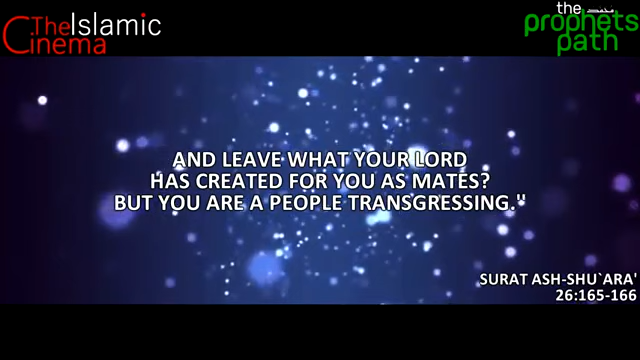 The Islamic
Cinema
the
prophets
path
AND LEAVE WHAT YOUR LORD
HAS CREATED FOR YOU AS MATES?
BUT YOU ARE A PEOPLE TRANSGRESSING."
SURAT ASH-SHU`ARA'
26:165-166